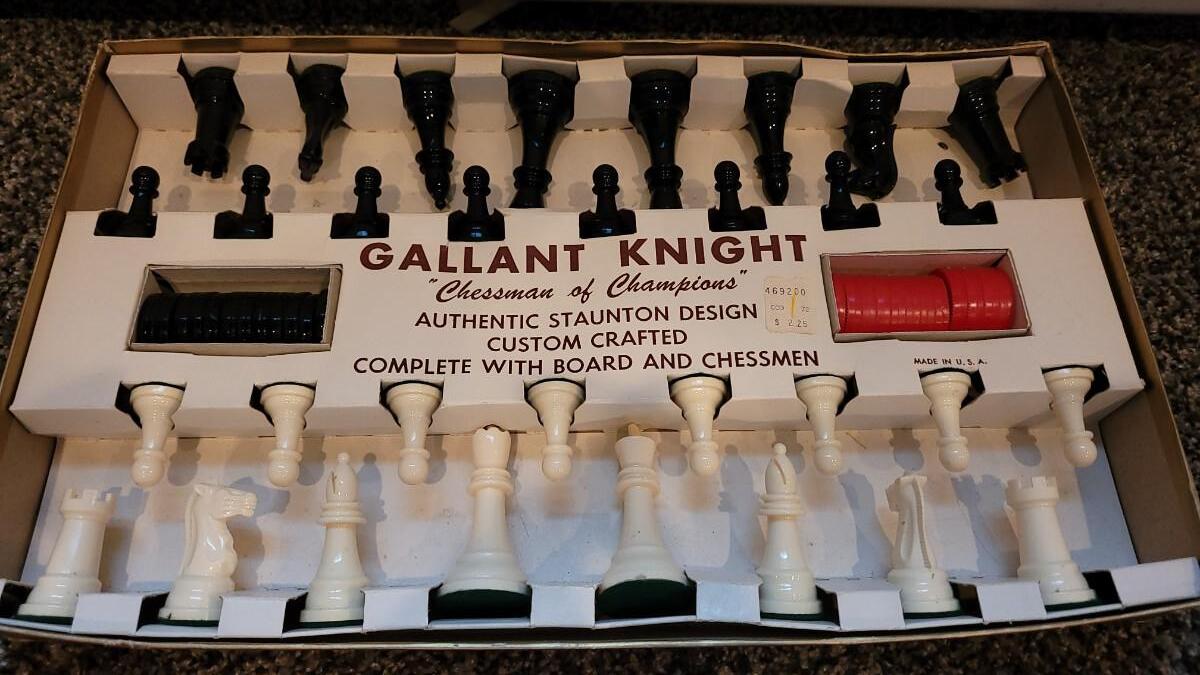 GALLANT KNIGHT
"Chessman of Champions"
AUTHENTIC STAUNTON DESIGN
CUSTOM CRAFTED
COMPLETE WITH BOARD AND CHESSMEN
469200
72
$ 2.25
MADE IN U.S.A.